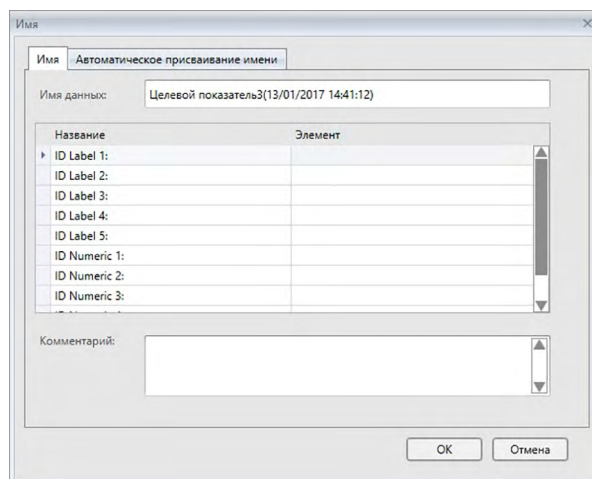 Имя
Имя Автоматическое присваивание имени
Имя данных: Целевой показатель3(13/01/2017 14:41:12)
Название Элемент
ID Label 1:
ID Label 2:
ID Label 3:
ID Label 4:
ID Label 5:
ID Numeric 1:
ID Numeric 2:
ID Numeric 3:
Комментарий:
OK Отмена